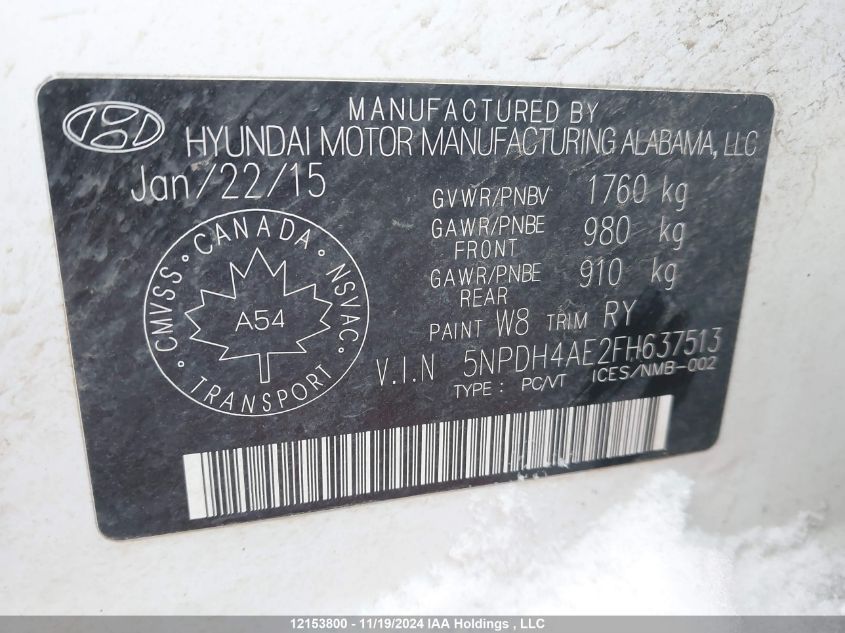 MANUFACTURED BY
HYUNDAI MOTOR MANUFACTURING ALABAMA, LLC
Jan/22/15
GVWR/PNBV 1760 kg
GAWR/PNBE FRONT 980 kg
GAWR/PNBE REAR 910 kg
PAINT W8 TRIM RY
V.I.N 5NPDH4AE2FH637513
TYPE : PC/VT ICES/NMB-002
CMVSS · CANADA · NSVAC · TRANSPORT ·
A54
12153800 - 11/19/2024 IAA Holdings , LLC